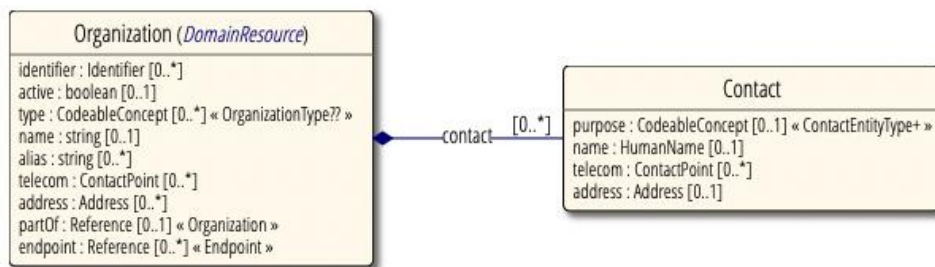 Organization (DomainResource)
identifier : Identifier [0..*]
active : boolean [0..1]
type : CodeableConcept [0..*] « OrganizationType?? »
name : string [0..1]
alias : string [0..*]
telecom : ContactPoint [0..*]
address : Address [0..*]
partOf : Reference [0..1] « Organization »
endpoint : Reference [0..*] « Endpoint »
contact
[0..*]
Contact
purpose : CodeableConcept [0..1] « ContactEntityType+ »
name : HumanName [0..1]
telecom : ContactPoint [0..*]
address : Address [0..1]